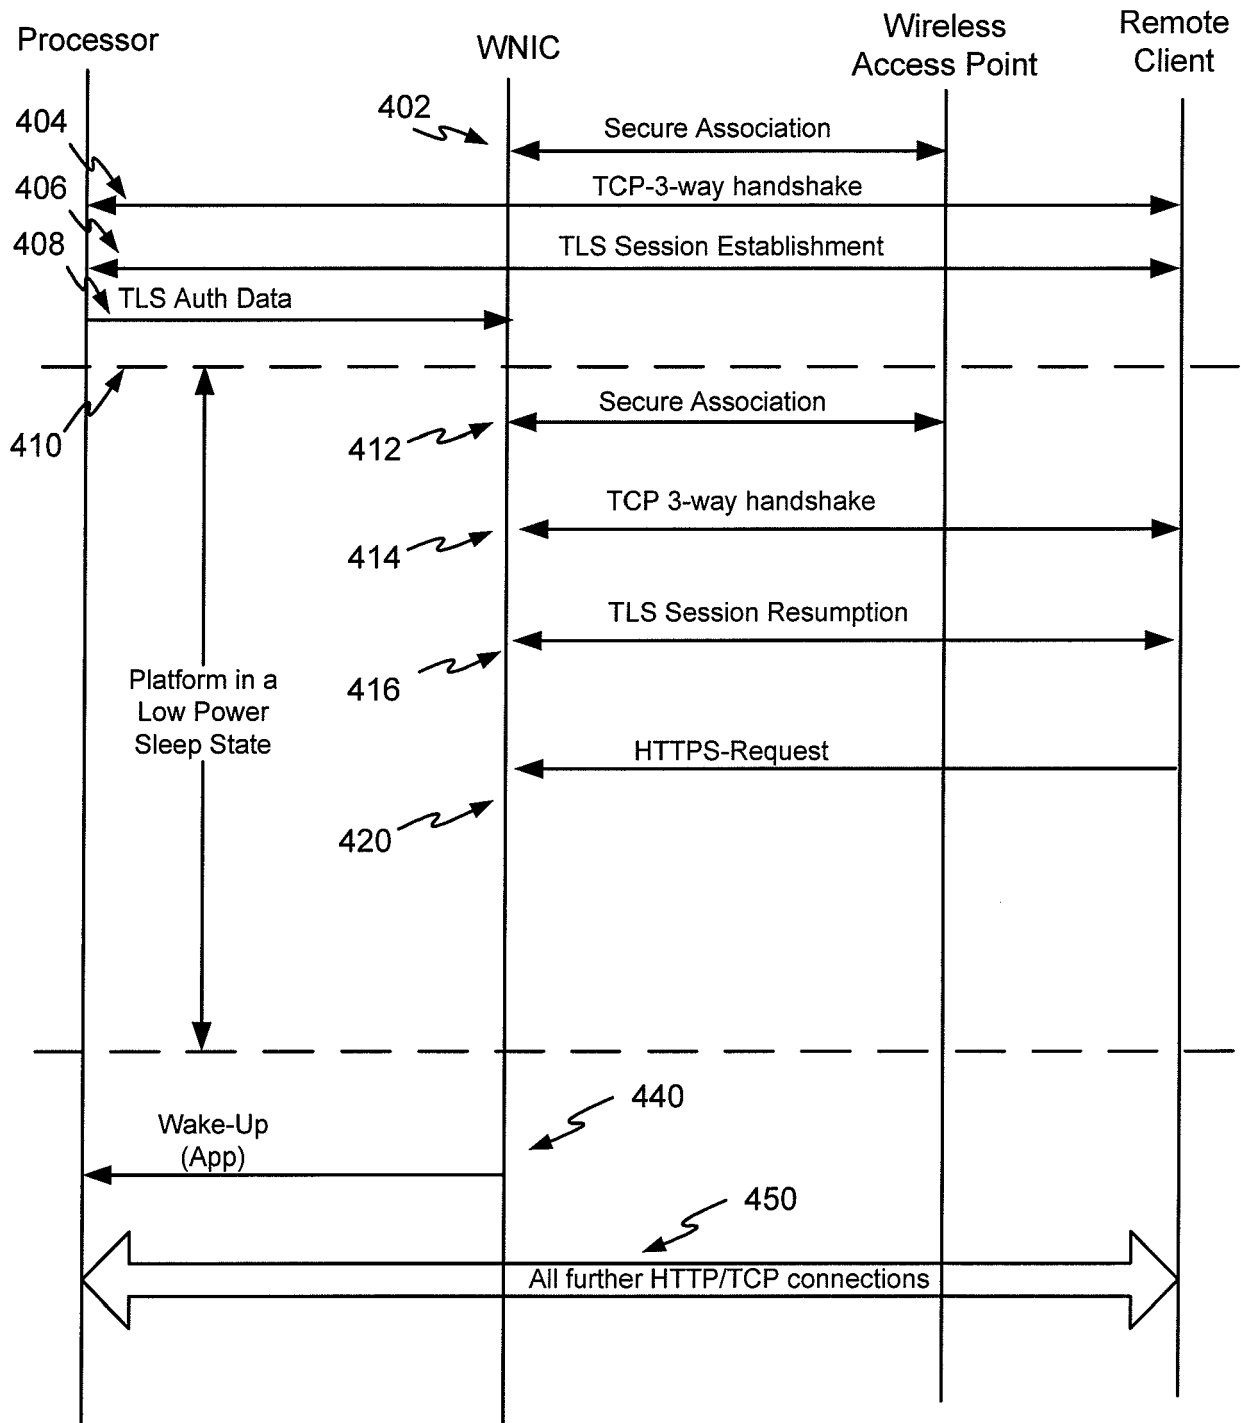 Processor
WNIC
Wireless
Access Point
Remote
Client
402
Secure Association
404
TCP-3-way handshake
406
TLS Session Establishment
408
TLS Auth Data
410
Secure Association
412
TCP 3-way handshake
414
TLS Session Resumption
416
Platform in a
Low Power
Sleep State
HTTPS-Request
420
440
Wake-Up
(App)
450
All further HTTP/TCP connections